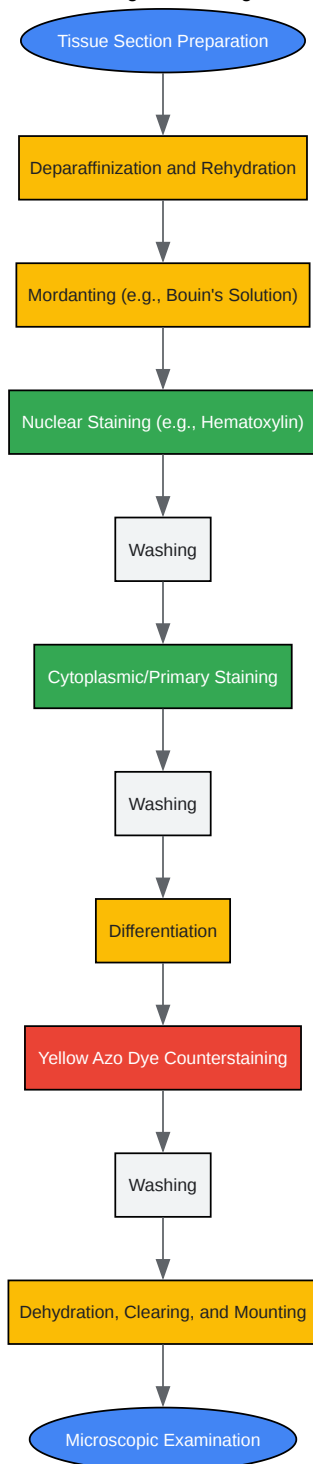 Tissue Section Preparation
Deparaffinization and Rehydration
Mordanting (e.g., Bouin's Solution)
Nuclear Staining (e.g., Hematoxylin)
Washing
Cytoplasmic/Primary Staining
Washing
Differentiation
Yellow Azo Dye Counterstaining
Washing
Dehydration, Clearing, and Mounting
Microscopic Examination